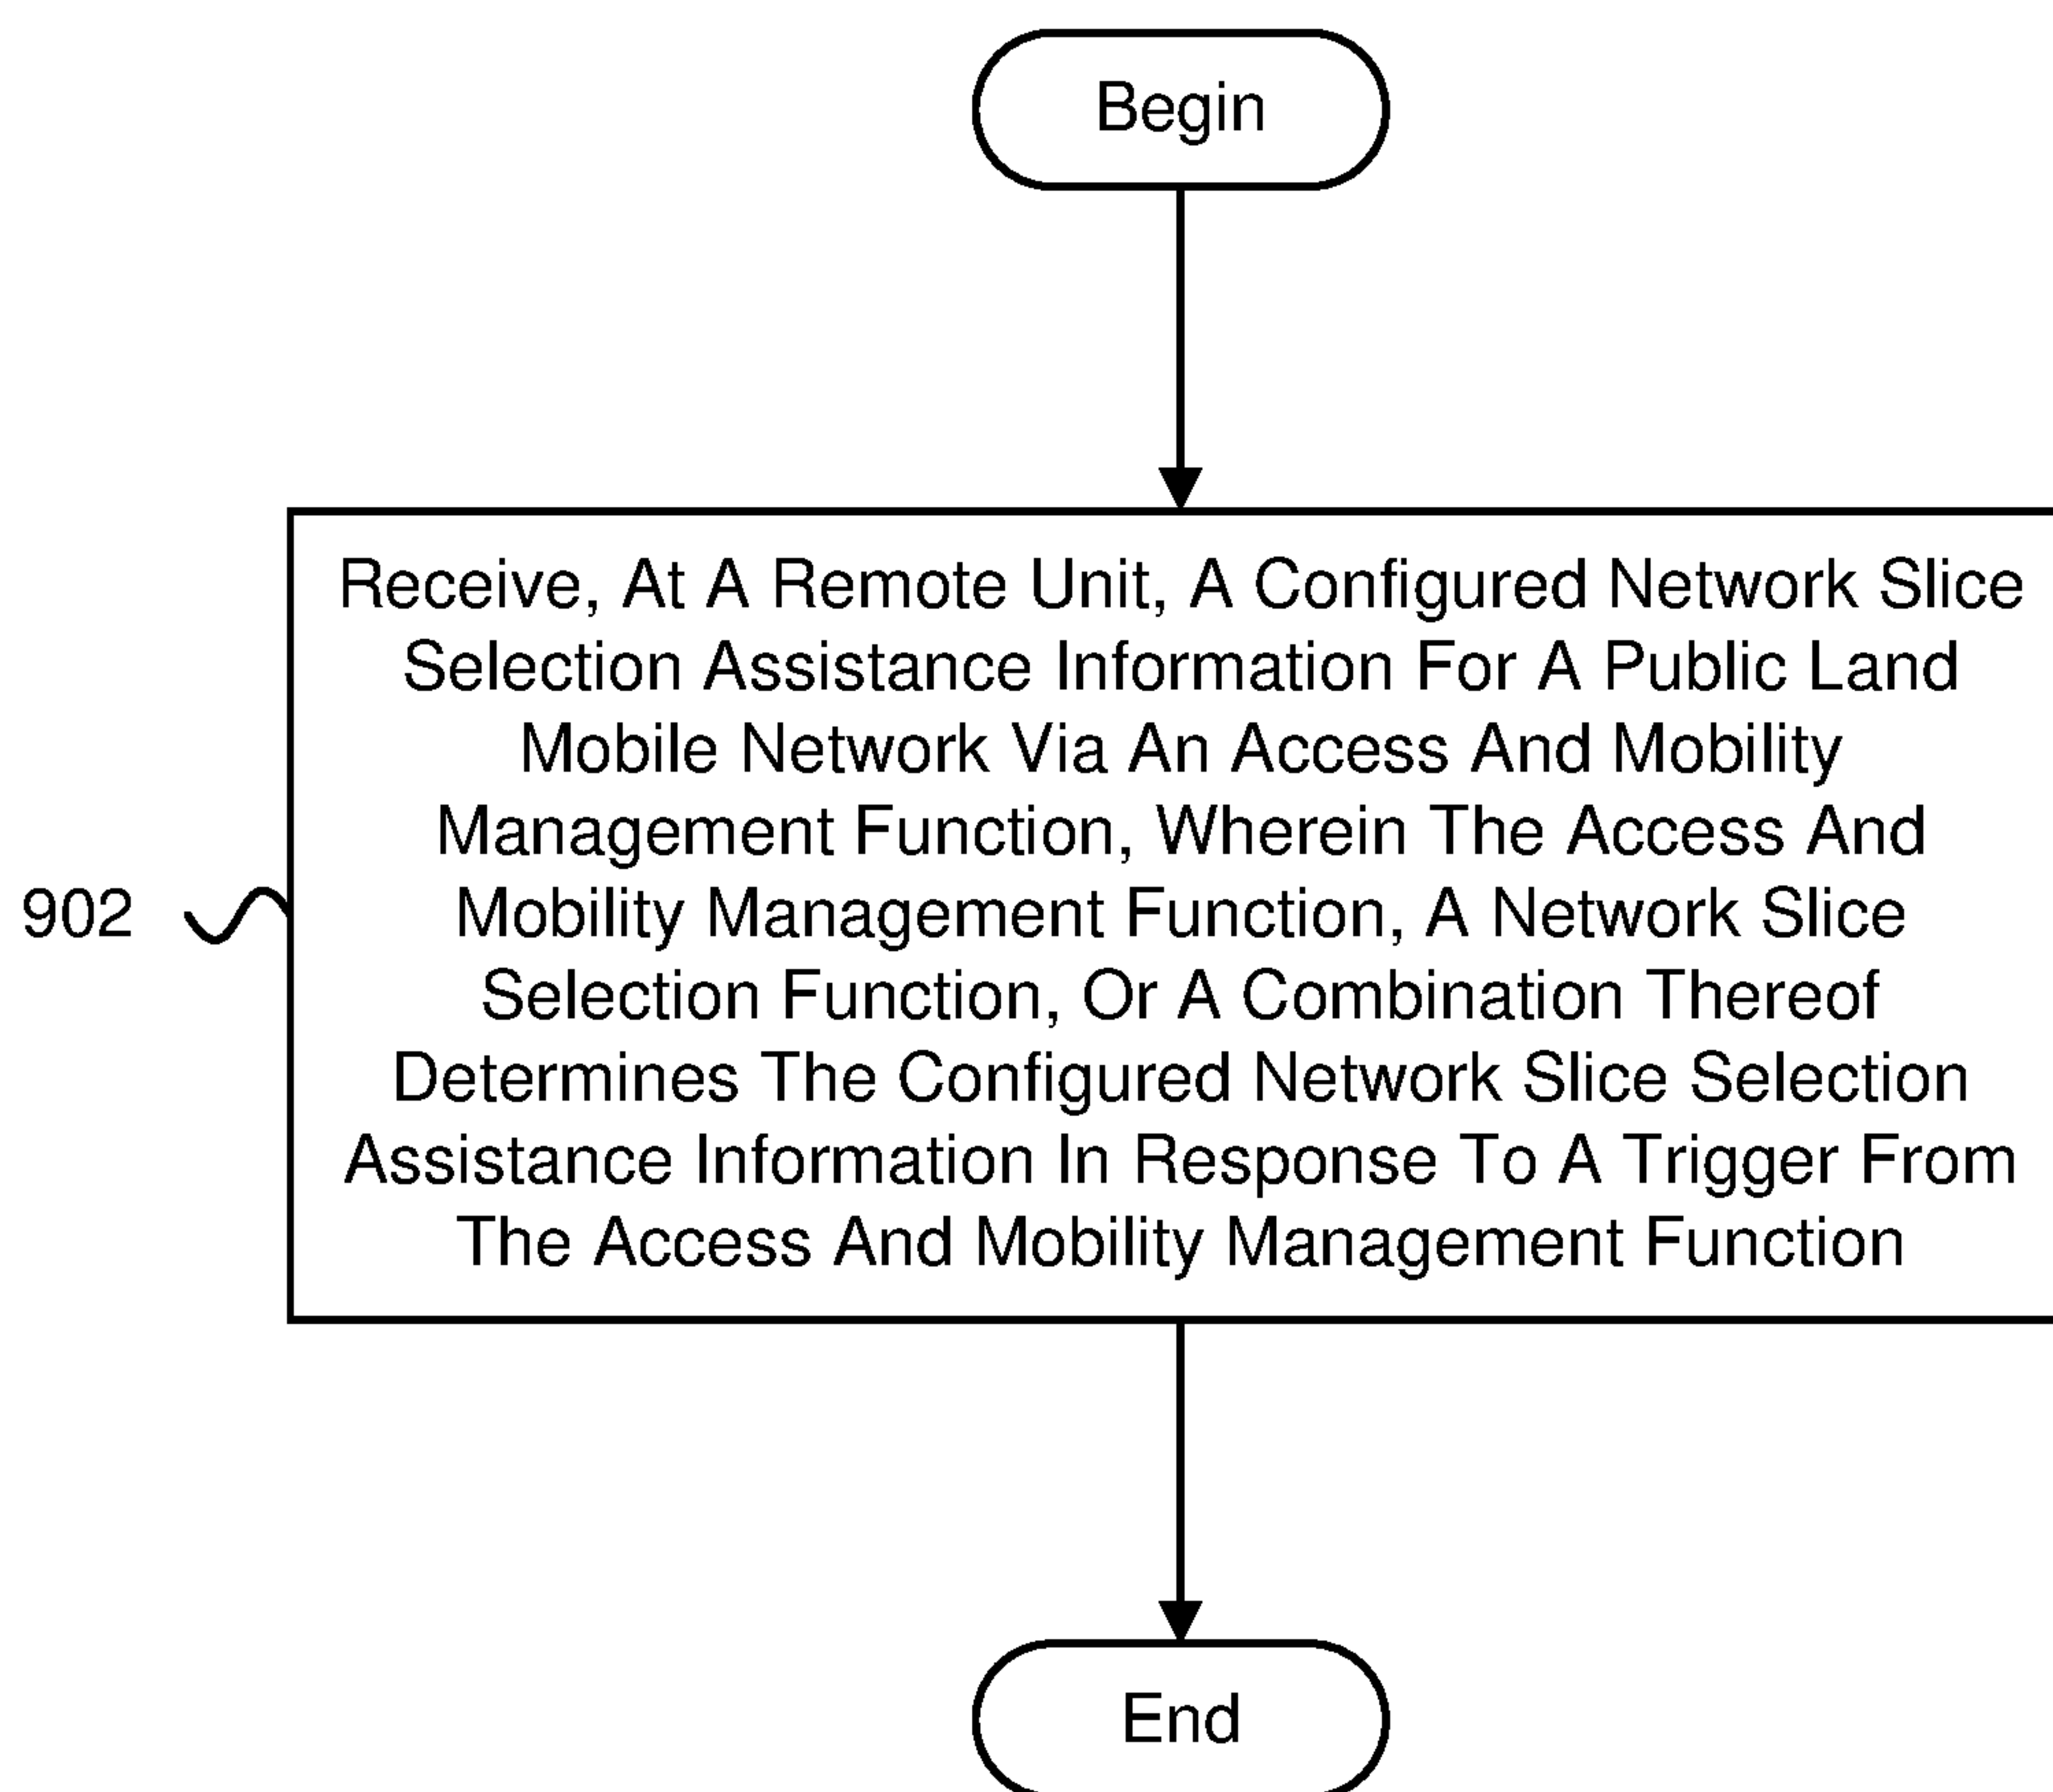 Begin
Receive, At A Remote Unit, A Configured Network Slice
Selection Assistance Information For A Public Land
Mobile Network Via An Access And Mobility
Management Function, Wherein The Access And
902
Mobility Management Function, A Network Slice
Selection Function, Or A Combination Thereof
Determines The Configured Network Slice Selection
Assistance Information In Response To A Trigger From
The Access And Mobility Management Function
End